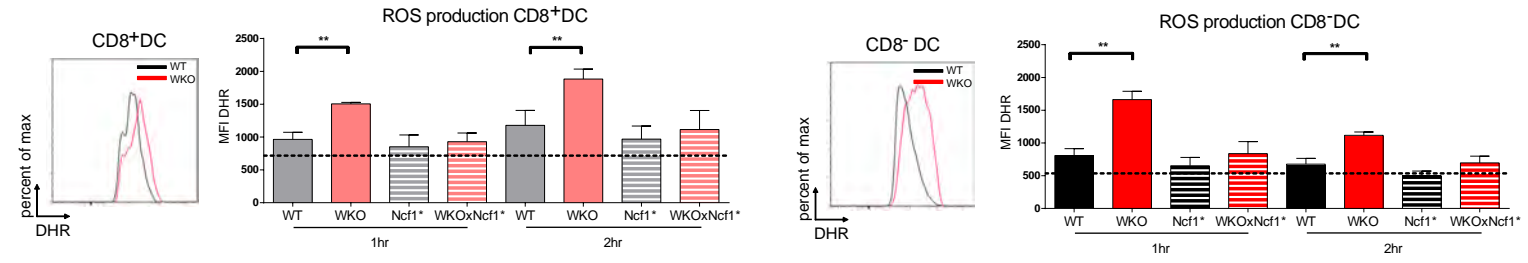 CD8+DC
WT
WKO
percent of max
DHR
ROS production CD8+DC
MFI DHR
2500
2000
1500
1000
500
0
**
**
WT WKO Ncf1* WKOxNcf1* WT WKO Ncf1* WKOxNcf1*
1hr 2hr
CD8- DC
WT
WKO
percent of max
DHR
ROS production CD8-DC
MFI DHR
2500
2000
1500
1000
500
0
**
**
WT WKO Ncf1* WKOxNcf1* WT WKO Ncf1* WKOxNcf1*
1hr 2hr